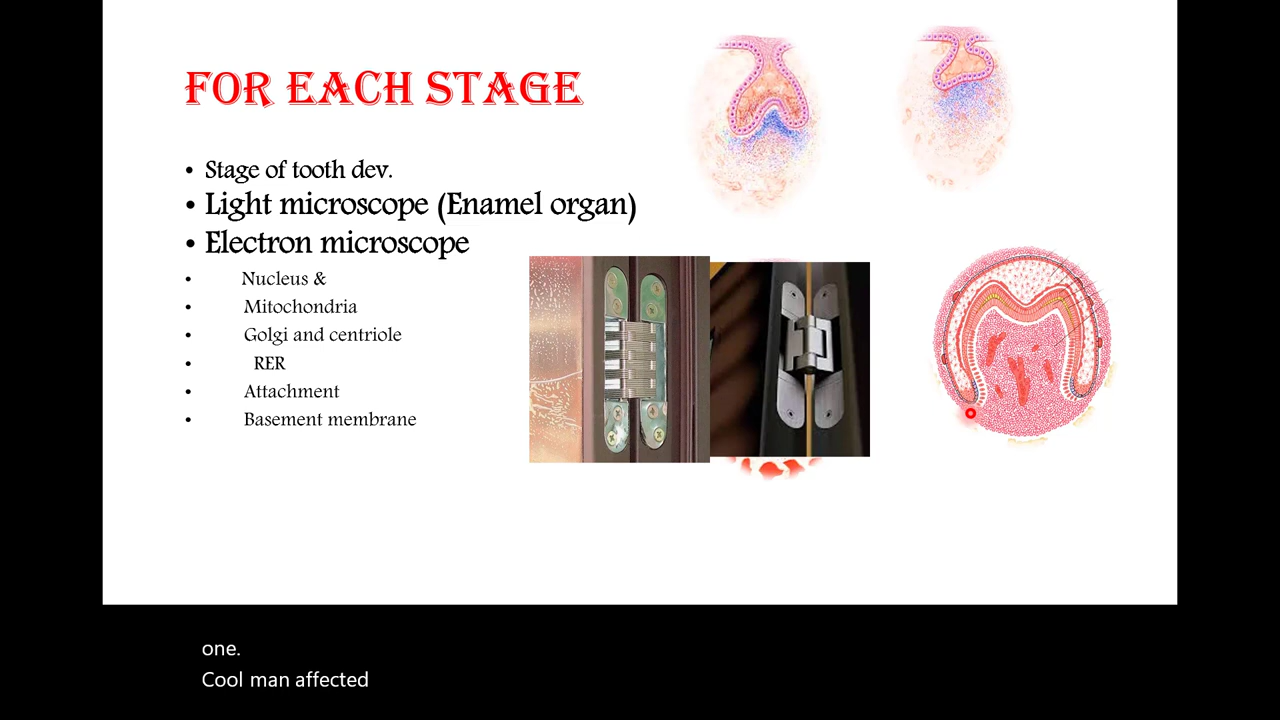 FOR EACH STAGE
• Stage of tooth dev.
• Light microscope (Enamel organ)
• Electron microscope
• Nucleus &
• Mitochondria
• Golgi and centriole
• RER
• Attachment
• Basement membrane
one.
Cool man affected